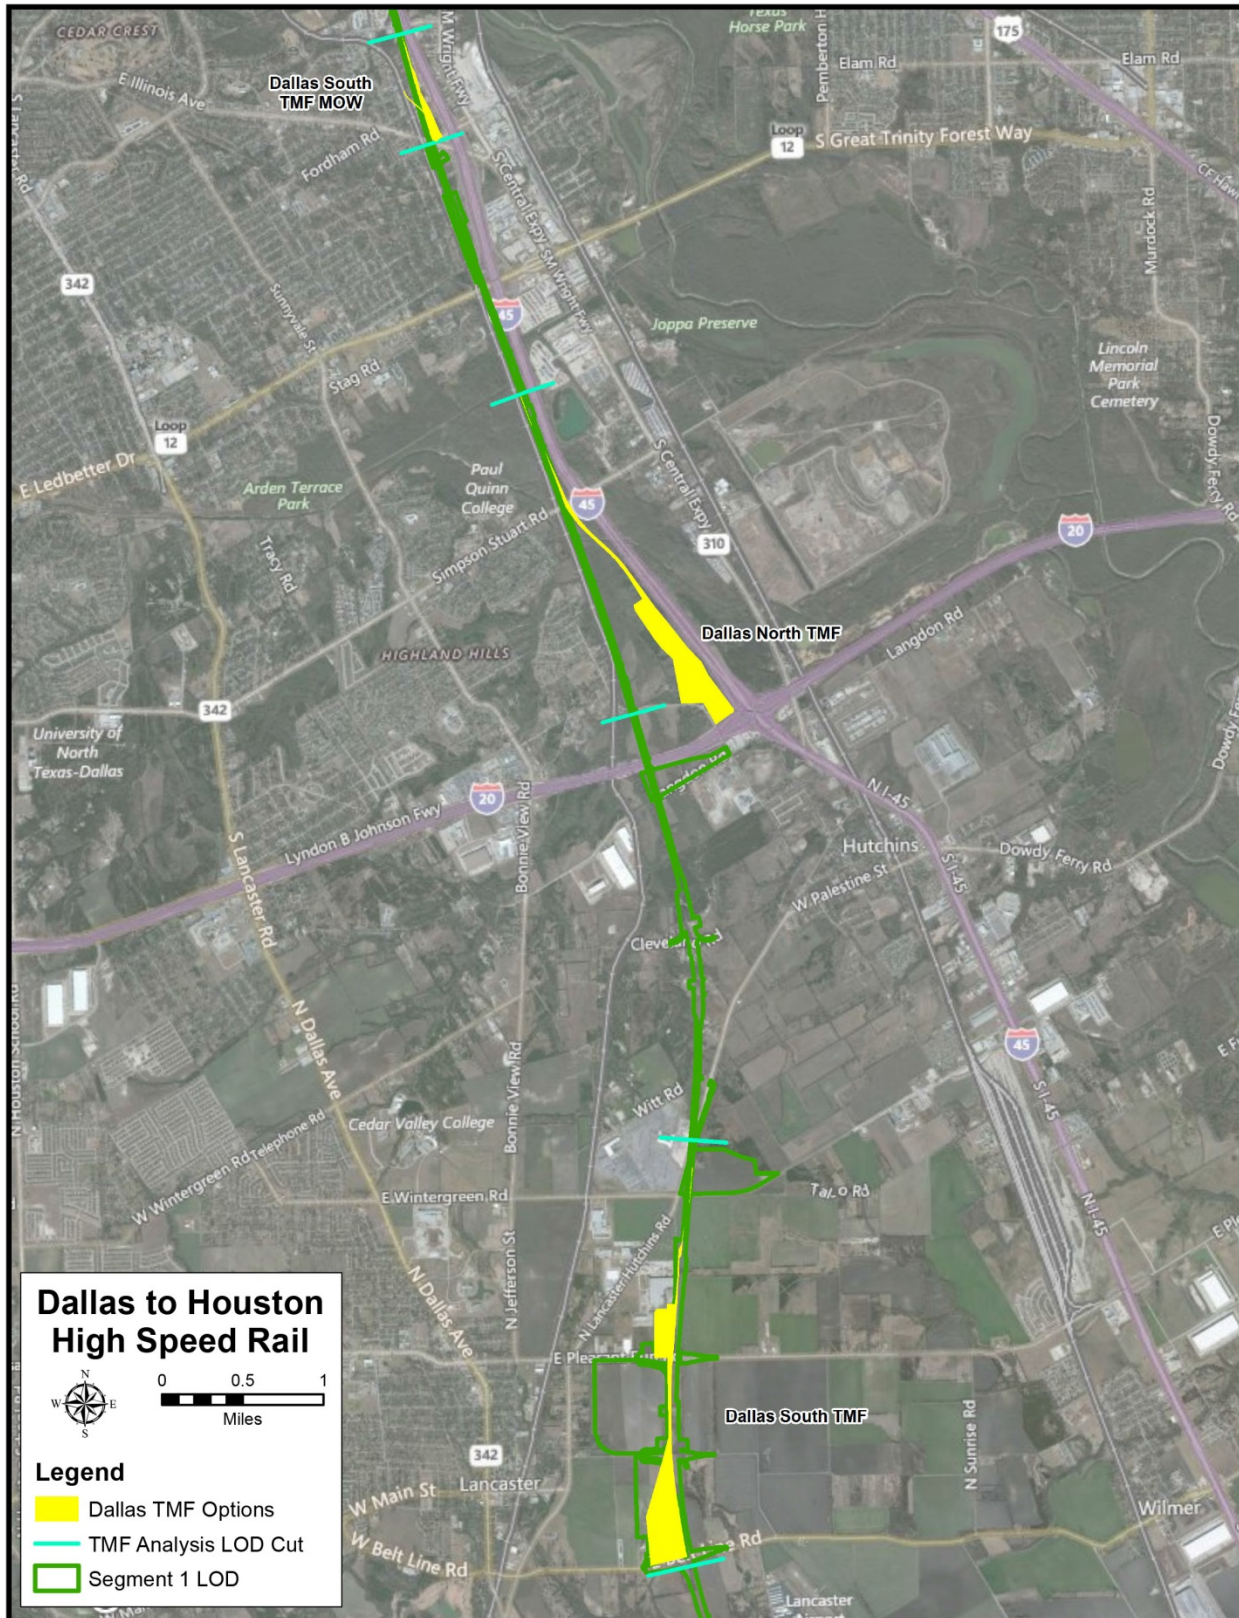 CEDAR CREST
Texas
Horse Park
175
Elam Rd
Elam Rd
Dallas South
TMF MOW
E Illinois Ave
M Wright Fwy
Pemberton H
Loop
12
S Great Trinity Forest Way
Fordham Rd
S Lancaster Rd
S Central Expy
SM Wright Fwy
CF Haw
Murdock Rd
342
Sunnyvale St
45
Joppa Preserve
Stag Rd
Lincoln
Memorial
Park
Cemetery
Loop
12
E Ledbetter Dr
Arden Terrace
Park
Paul
Quinn
College
45
S Central Expy
310
Dowdy Ferry Rd
20
Simpson Stuart Rd
Tracy Rd
Dallas North TMF
Langdon Rd
HIGHLAND HILLS
342
University of
North
Texas-Dallas
Dowdy Fe
20
Lyndon B Johnson Fwy
Bonnie View Rd
N I-45
Hutchins
Dowdy Ferry Rd
S I-45
S Lancaster Rd
W Palestine St
Cleveland Rd
N Dallas Ave
45
N Houston School Rd
Bonnie View Rd
Witt Rd
S I-45
Cedar Valley College
Telephone Rd
W Wintergreen Rd
E Wintergreen Rd
N I-45
N Lancaster Hutchins Rd
N Jefferson St
N Dallas Ave
Dallas South TMF
N Sunrise Rd
342
Lancaster
W Main St
Wilmer
W Belt Line Rd
Lancaster
Dallas to Houston
High Speed Rail
N
W E
S
0 0.5 1
Miles
Legend
Dallas TMF Options
TMF Analysis LOD Cut
Segment 1 LOD